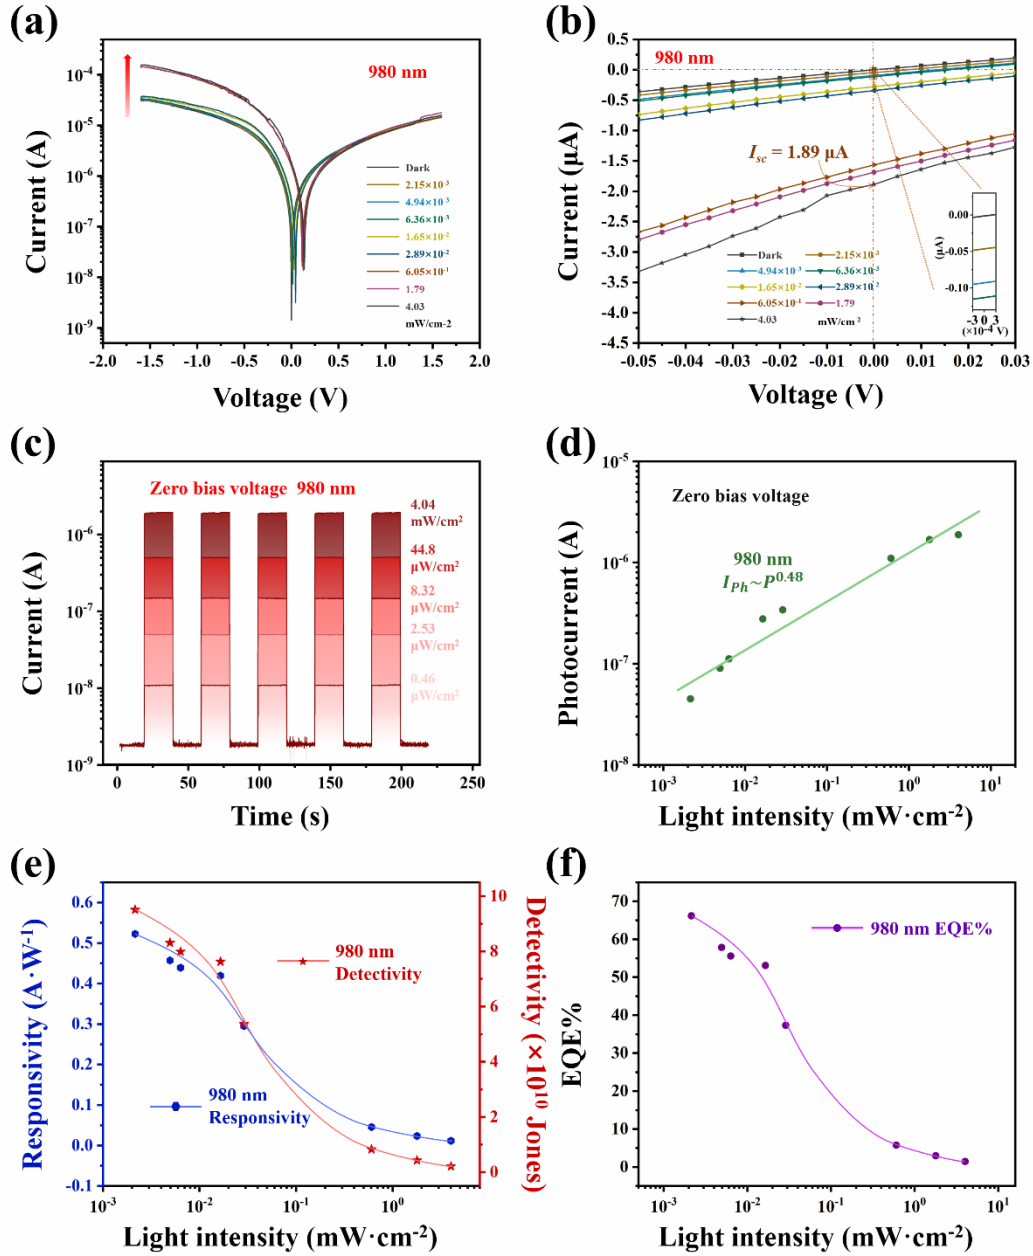 (a)
980 nm
Current (A)
10⁻⁴
10⁻⁵
10⁻⁶
10⁻⁷
10⁻⁸
10⁻⁹
Dark
2.15×10⁻³
4.94×10⁻³
6.36×10⁻³
1.65×10⁻²
2.89×10⁻²
6.05×10⁻¹
1.79
4.03
mW/cm-2
-2.0 -1.5 -1.0 -0.5 0.0 0.5 1.0 1.5 2.0
Voltage (V)
(b)
980 nm
Current (μA)
0.5
0.0
-0.5
-1.0
-1.5
-2.0
-2.5
-3.0
-3.5
-4.0
-4.5
Isc = 1.89 μA
Dark 2.15×10⁻³
4.94×10⁻³ 6.36×10⁻³
1.65×10⁻² 2.89×10⁻²
6.05×10⁻¹ 1.79
4.03 mW/cm²
0.00
-0.05
-0.10
(μA)
-3 0 3
(×10⁻⁴ V)
-0.05 -0.04 -0.03 -0.02 -0.01 0.00 0.01 0.02 0.03
Voltage (V)
(c)
Zero bias voltage 980 nm
Current (A)
10⁻⁶
10⁻⁷
10⁻⁸
10⁻⁹
4.04
mW/cm²
44.8
μW/cm²
8.32
μW/cm²
2.53
μW/cm²
0.46
μW/cm²
0 50 100 150 200 250
Time (s)
(d)
Zero bias voltage
Photocurrent (A)
10⁻⁵
10⁻⁶
10⁻⁷
10⁻⁸
980 nm
IPh~P⁰·⁴⁸
10⁻³ 10⁻² 10⁻¹ 10⁰ 10¹
Light intensity (mW·cm⁻²)
(e)
Responsivity (A·W⁻¹)
0.6
0.5
0.4
0.3
0.2
0.1
0.0
-0.1
980 nm
Detectivity
980 nm
Responsivity
10
8
6
4
2
0
Detectivity (×10¹⁰ Jones)
10⁻³ 10⁻² 10⁻¹ 10⁰
Light intensity (mW·cm⁻²)
(f)
EQE%
70
60
50
40
30
20
10
0
980 nm EQE%
10⁻³ 10⁻² 10⁻¹ 10⁰ 10¹
Light intensity (mW·cm⁻²)